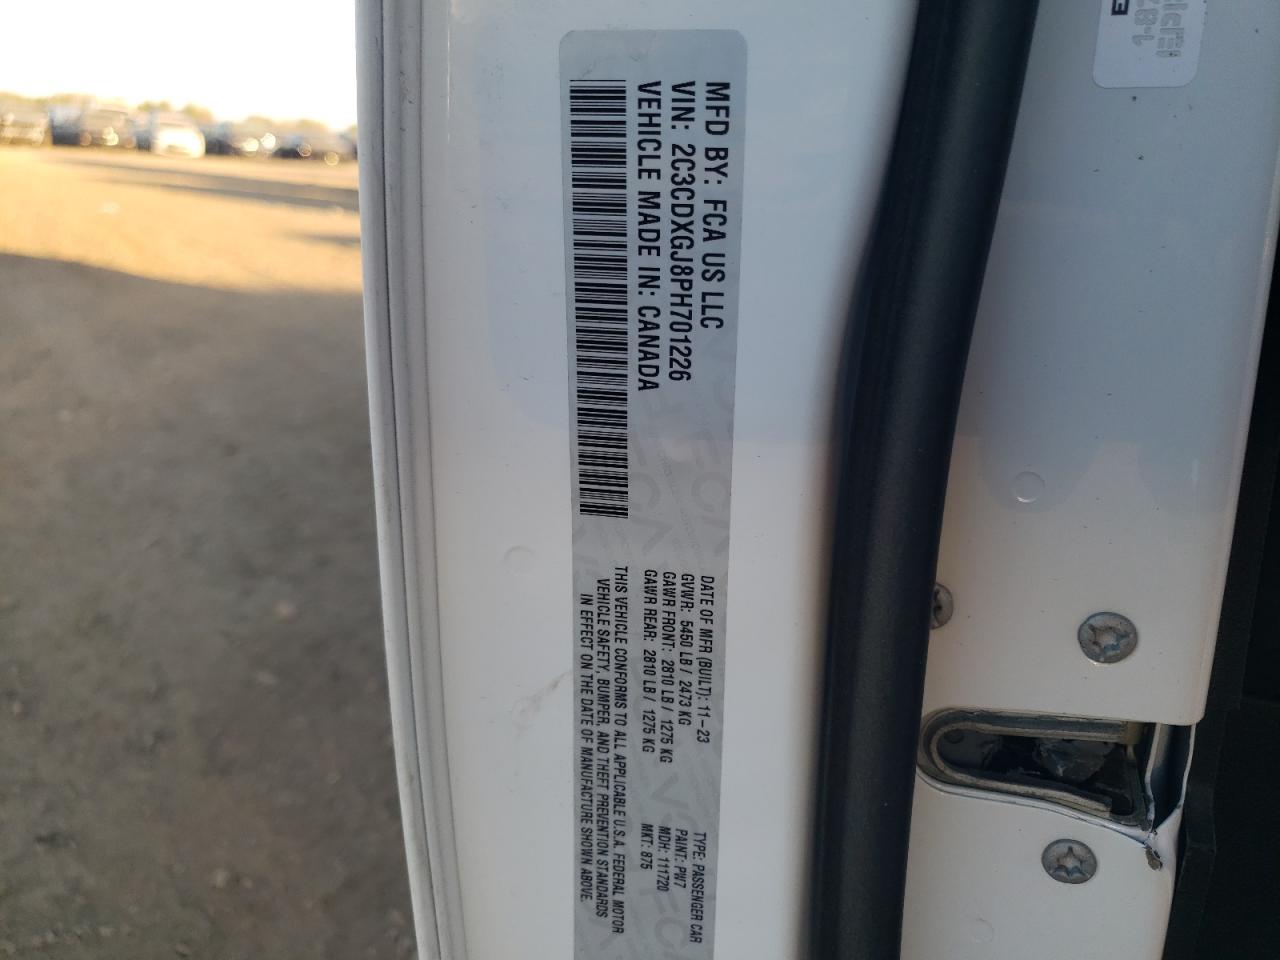 MFD BY: FCA US LLC
VIN: 2C3CDXGJ8PH701226
VEHICLE MADE IN: CANADA
DATE OF MFR (BUILT): 11-23
GVWR: 5450 LB / 2473 KG
GAWR FRONT: 2810 LB / 1275 KG
GAWR REAR: 2810 LB / 1275 KG
THIS VEHICLE CONFORMS TO ALL APPLICABLE U.S.A. FEDERAL MOTOR
VEHICLE SAFETY, BUMPER, AND THEFT PREVENTION STANDARDS
IN EFFECT ON THE DATE OF MANUFACTURE SHOWN ABOVE.
TYPE: PASSENGER CAR
PAINT: PW7
MDH: 111720
MKT: 875